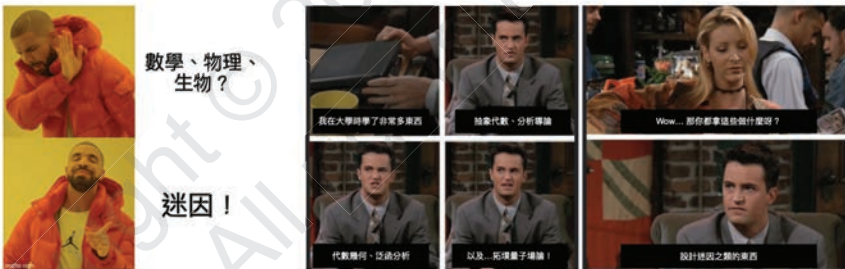 數學、物理、
生物？
迷因！
我在大學時學了非常多東西
抽象代數、分析導論
代數幾何、泛函分析
以及...拓墣量子場論！
Wow... 那你都拿這些做什麼呀？
設計迷因之類的東西